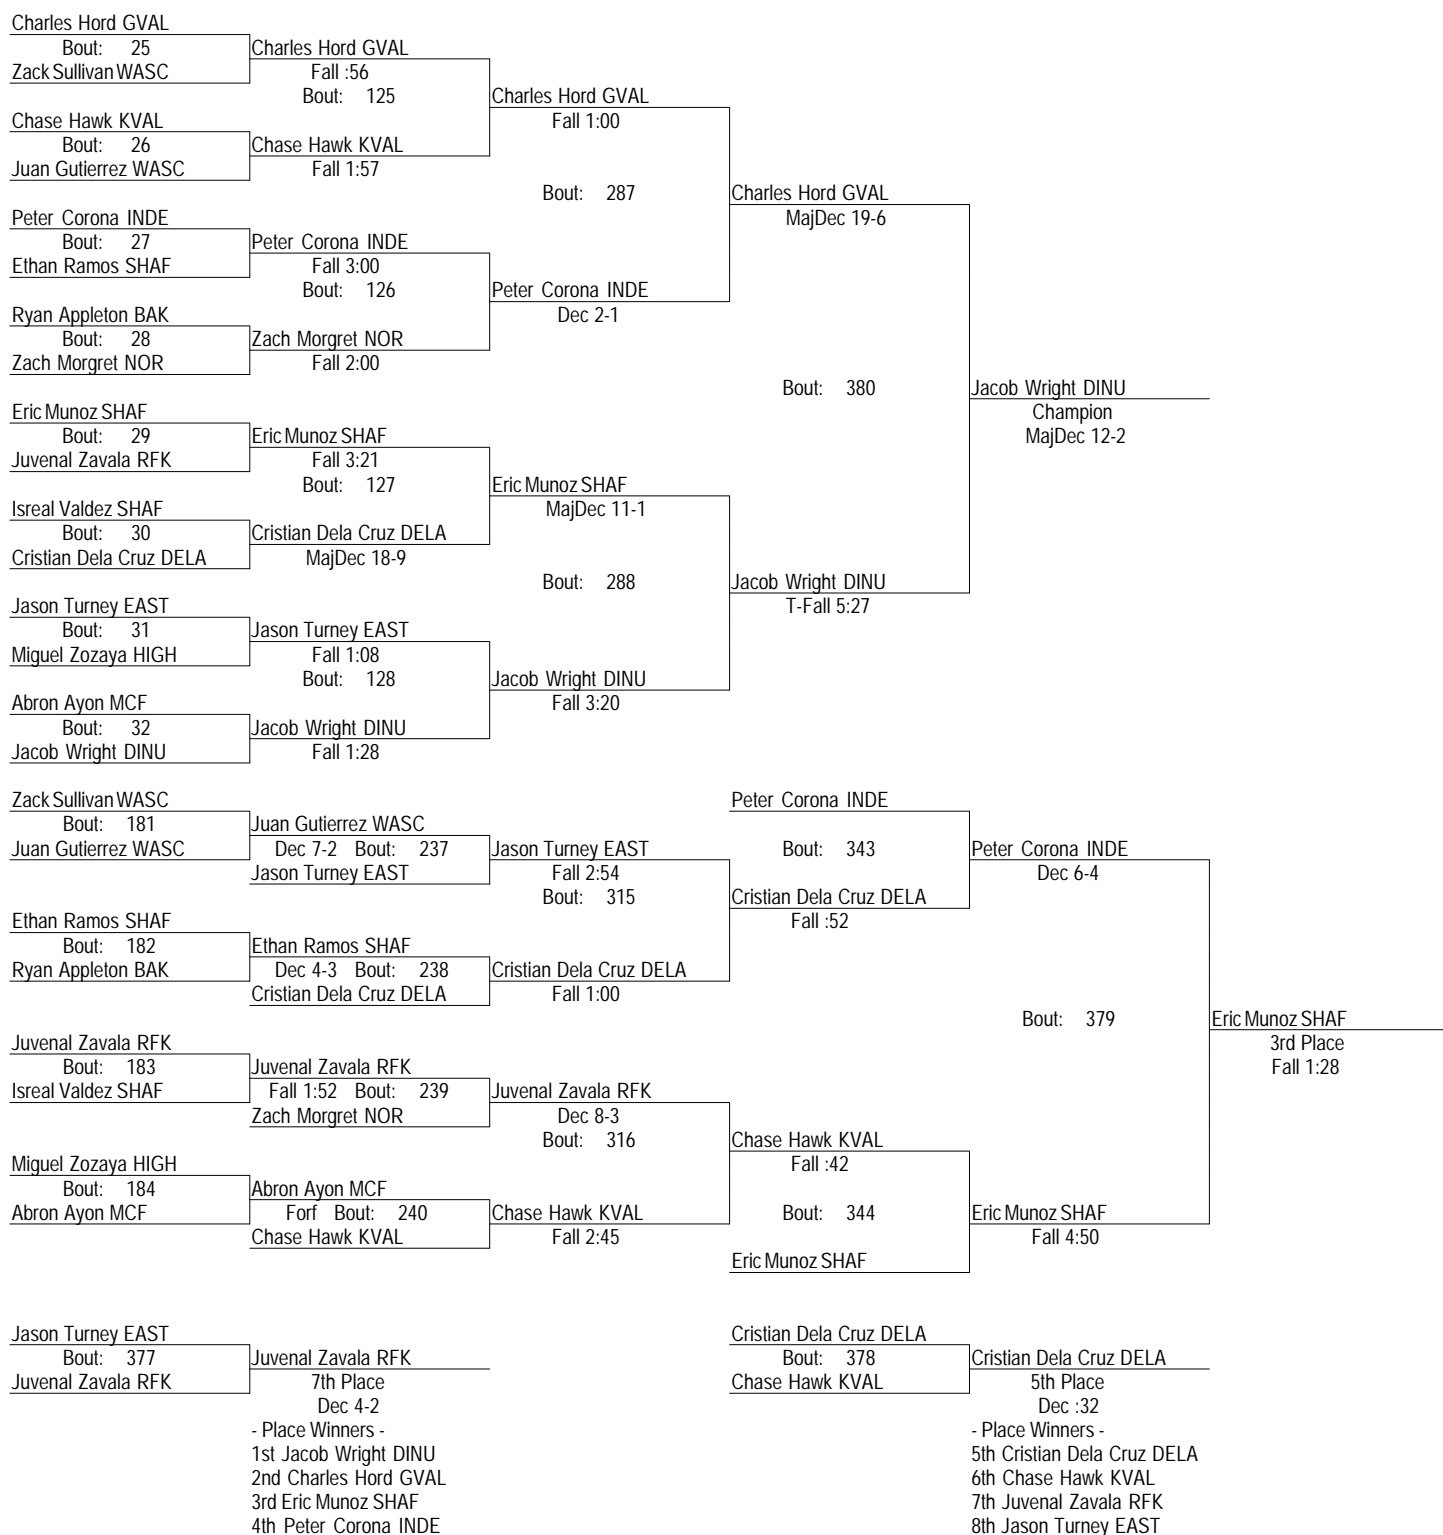 Charles Hord GVAL
Bout: 25
Charles Hord GVAL
Zack Sullivan WASC
Fall :56
Bout: 125
Charles Hord GVAL
Chase Hawk KVAL
Fall 1:00
Bout: 26
Chase Hawk KVAL
Juan Gutierrez WASC
Fall 1:57
Bout: 287
Charles Hord GVAL
Peter Corona INDE
MajDec 19-6
Bout: 27
Peter Corona INDE
Ethan Ramos SHAF
Fall 3:00
Bout: 126
Peter Corona INDE
Ryan Appleton BAK
Dec 2-1
Bout: 28
Zach Morgret NOR
Zach Morgret NOR
Fall 2:00
Bout: 380
Jacob Wright DINU
Eric Munoz SHAF
Champion
Bout: 29
Eric Munoz SHAF
MajDec 12-2
Juvenal Zavala RFK
Fall 3:21
Bout: 127
Eric Munoz SHAF
Isreal Valdez SHAF
MajDec 11-1
Bout: 30
Cristian Dela Cruz DELA
Cristian Dela Cruz DELA
MajDec 18-9
Bout: 288
Jacob Wright DINU
Jason Turney EAST
T-Fall 5:27
Bout: 31
Jason Turney EAST
Miguel Zozaya HIGH
Fall 1:08
Bout: 128
Jacob Wright DINU
Abron Ayon MCF
Fall 3:20
Bout: 32
Jacob Wright DINU
Jacob Wright DINU
Fall 1:28
Zack Sullivan WASC
Peter Corona INDE
Bout: 181
Juan Gutierrez WASC
Juan Gutierrez WASC
Dec 7-2 Bout: 237
Jason Turney EAST
Bout: 343
Peter Corona INDE
Jason Turney EAST
Fall 2:54
Dec 6-4
Bout: 315
Cristian Dela Cruz DELA
Ethan Ramos SHAF
Fall :52
Bout: 182
Ethan Ramos SHAF
Ryan Appleton BAK
Dec 4-3 Bout: 238
Cristian Dela Cruz DELA
Cristian Dela Cruz DELA
Fall 1:00
Bout: 379
Eric Munoz SHAF
Juvenal Zavala RFK
3rd Place
Bout: 183
Juvenal Zavala RFK
Fall 1:28
Isreal Valdez SHAF
Fall 1:52 Bout: 239
Juvenal Zavala RFK
Zach Morgret NOR
Dec 8-3
Bout: 316
Chase Hawk KVAL
Miguel Zozaya HIGH
Fall :42
Bout: 184
Abron Ayon MCF
Abron Ayon MCF
Forf Bout: 240
Chase Hawk KVAL
Bout: 344
Eric Munoz SHAF
Chase Hawk KVAL
Fall 2:45
Fall 4:50
Eric Munoz SHAF
Jason Turney EAST
Cristian Dela Cruz DELA
Bout: 377
Juvenal Zavala RFK
Bout: 378
Cristian Dela Cruz DELA
Juvenal Zavala RFK
7th Place
Chase Hawk KVAL
5th Place
Dec 4-2
Dec :32
- Place Winners -
1st Jacob Wright DINU
2nd Charles Hord GVAL
3rd Eric Munoz SHAF
4th Peter Corona INDE
- Place Winners -
5th Cristian Dela Cruz DELA
6th Chase Hawk KVAL
7th Juvenal Zavala RFK
8th Jason Turney EAST